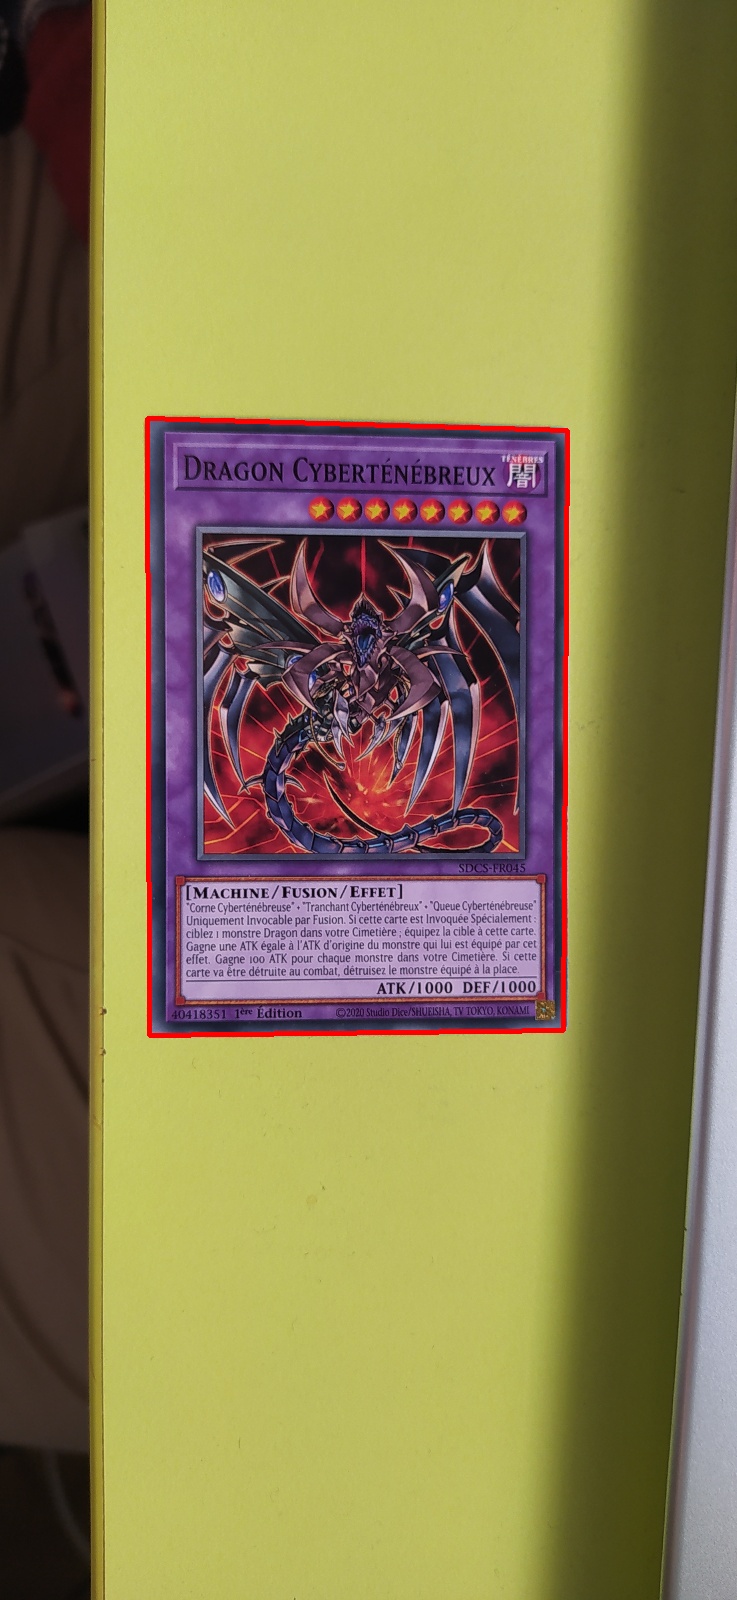 DRAGON CYBERTÉNÉBREUX
TÉNÈBRES
闇
SDCS-FR045
[MACHINE/FUSION/EFFET]
"Corne Cyberténébreuse" + "Tranchant Cyberténébreux" + "Queue Cyberténébreuse"
Uniquement Invocable par Fusion. Si cette carte est Invoquée Spécialement :
ciblez 1 monstre Dragon dans votre Cimetière ; équipez la cible à cette carte.
Gagne une ATK égale à l'ATK d'origine du monstre qui lui est équipé par cet
effet. Gagne 100 ATK pour chaque monstre dans votre Cimetière. Si cette
carte va être détruite au combat, détruisez le monstre équipé à la place.
ATK/1000 DEF/1000
40418351 1ère Édition ©2020 Studio Dice/SHUEISHA, TV TOKYO, KONAMI